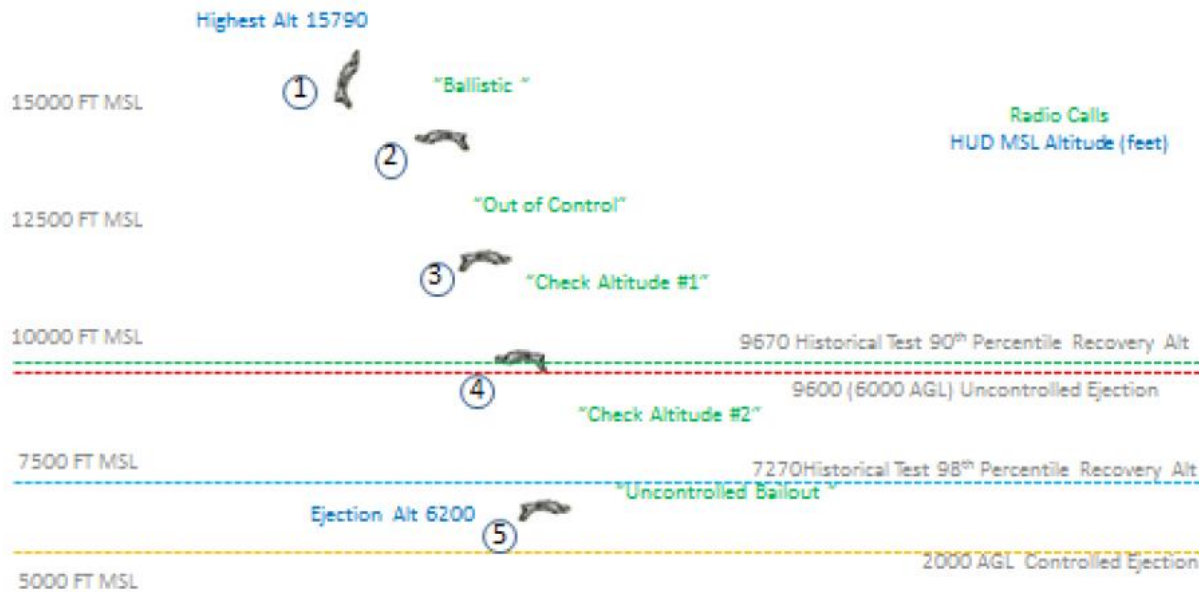 Highest Alt 15790
1
"Ballistic "
15000 FT MSL
Radio Calls
HUD MSL Altitude (feet)
2
"Out of Control"
12500 FT MSL
3
"Check Altitude #1"
10000 FT MSL
9670 Historical Test 90th Percentile Recovery Alt
4
9600 (6000 AGL) Uncontrolled Ejection
"Check Altitude #2"
7500 FT MSL
7270Historical Test 98th Percentile Recovery Alt
"Uncontrolled Bailout "
Ejection Alt 6200
5
2000 AGL Controlled Ejection
5000 FT MSL